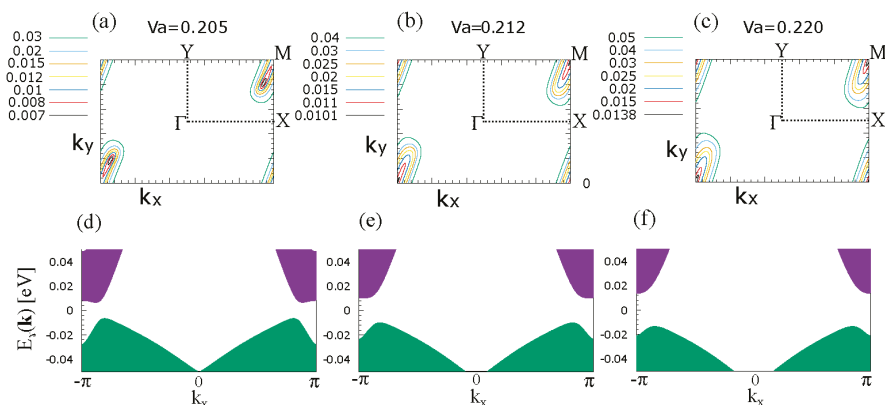 (a) Va=0.205
0.03
0.02
0.015
0.012
0.01
0.008
0.007
Y
M
Γ
X
ky
kx
(b) Va=0.212
0.04
0.03
0.025
0.02
0.015
0.011
0.0101
Y
M
Γ
X
ky
kx
0
(c) Va=0.220
0.05
0.04
0.03
0.025
0.02
0.015
0.0138
Y
M
Γ
X
ky
kx
(d)
E (k) [eV]
0.04
0.02
0
-0.02
-0.04
-π 0 π
kx
(e)
0.04
0.02
0
-0.02
-0.04
-π 0 π
kx
(f)
0.04
0.02
0
-0.02
-0.04
-π 0 π
kx